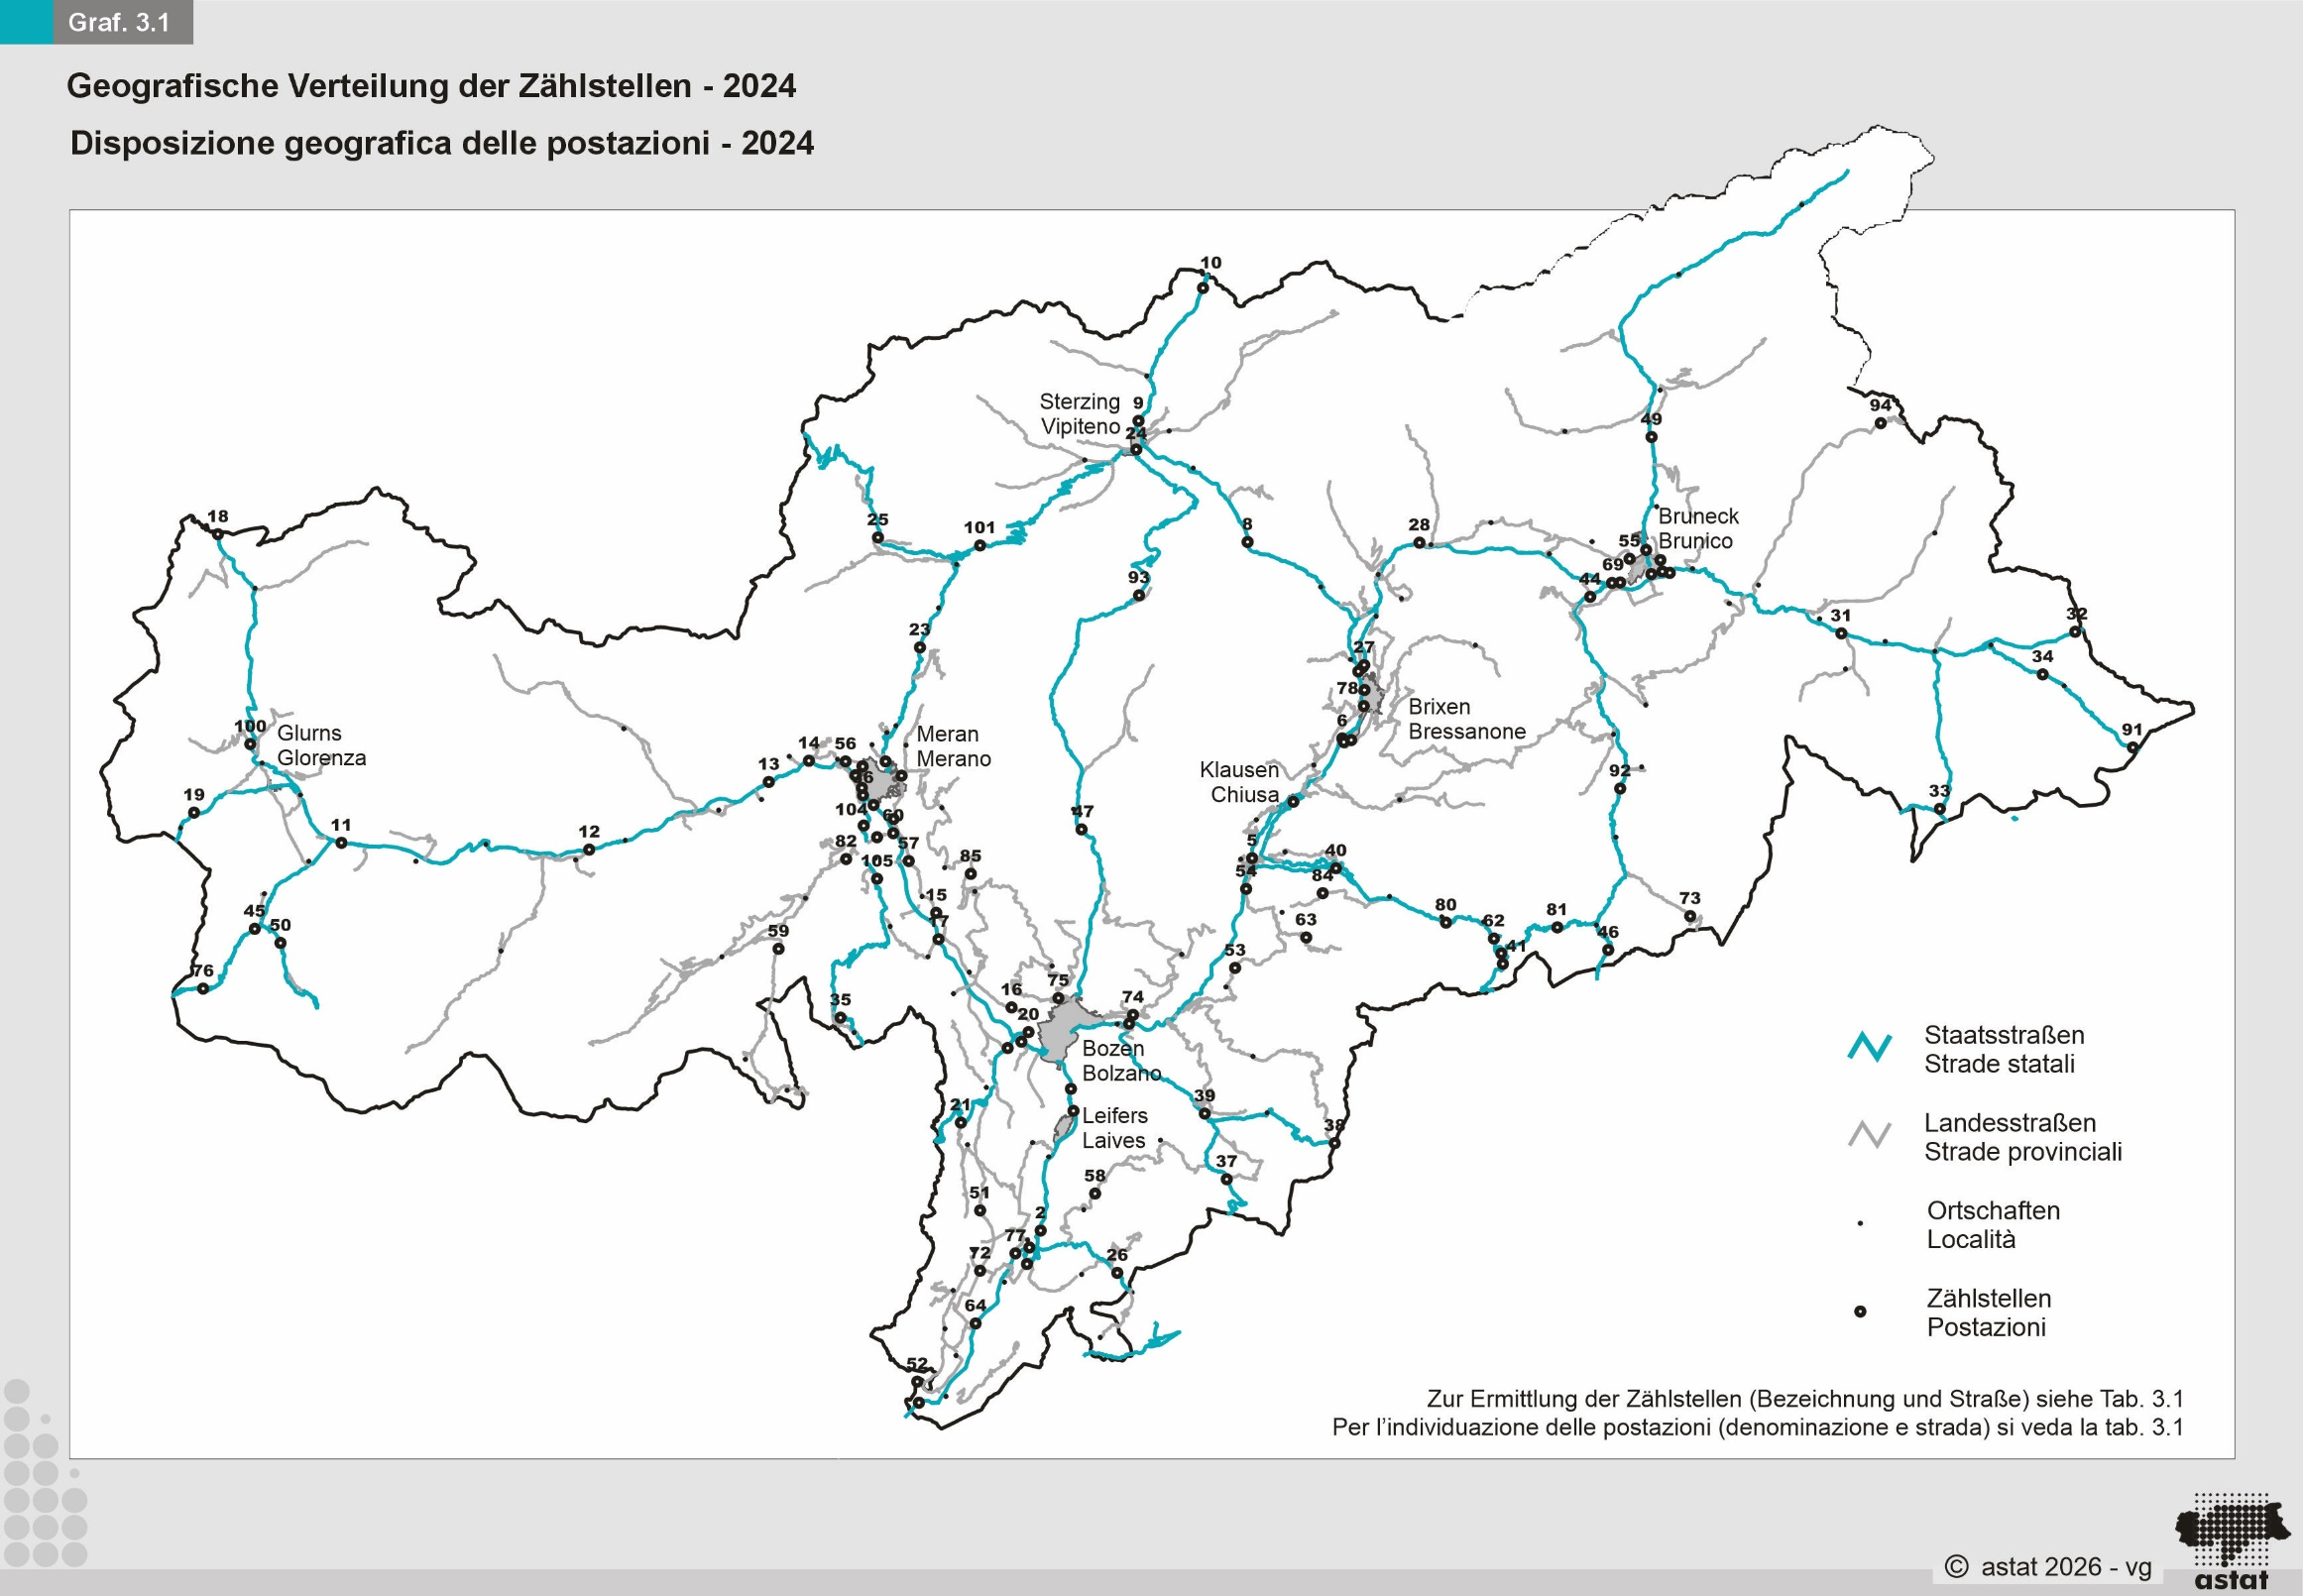 Graf. 3.1
Geografische Verteilung der Zählstellen - 2024
Disposizione geografica delle postazioni - 2024
10
Sterzing
Vipiteno
9
24
94
49
18
25
101
8
28
Bruneck
Brunico
55
69
44
93
23
31
32
34
27
78
6
Brixen
Bressanone
100
Glurns
Glorenza
14
56
Meran
Merano
91
13
Klausen
Chiusa
92
33
19
104
60
47
11
12
82
57
105
85
5
40
54
84
45
50
15
17
80
62
81
73
63
41
46
59
53
76
35
16
75
74
20
Bozen
Bolzano
Staatsstraßen
Strade statali
21
39
Leifers
Laives
38
Landesstraßen
Strade provinciali
37
58
51
2
Ortschaften
Località
77
72
26
64
Zählstellen
Postazioni
52
Zur Ermittlung der Zählstellen (Bezeichnung und Straße) siehe Tab. 3.1
Per l'individuazione delle postazioni (denominazione e strada) si veda la tab. 3.1
© astat 2026 - vg
astat